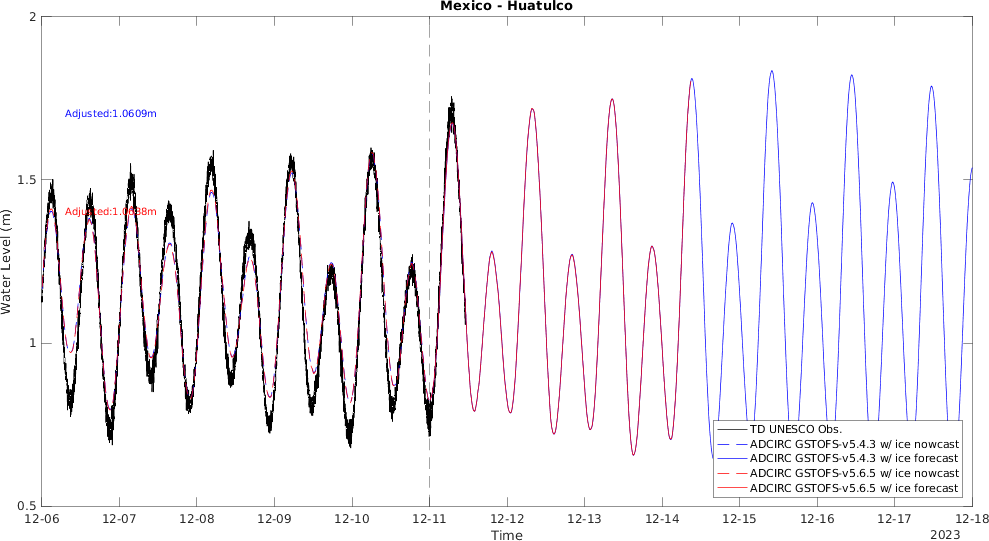 Mexico - Huatulco
2
Adjusted:1.0609m
1.5
Adjusted:1.0688m
Water Level (m)
1
TD UNESCO Obs.
ADCIRC GSTOFS-v5.4.3 w/ ice nowcast
ADCIRC GSTOFS-v5.4.3 w/ ice forecast
ADCIRC GSTOFS-v5.6.5 w/ ice nowcast
ADCIRC GSTOFS-v5.6.5 w/ ice forecast
0.5
12-06 12-07 12-08 12-09 12-10 12-11 12-12 12-13 12-14 12-15 12-16 12-17 12-18
Time
2023